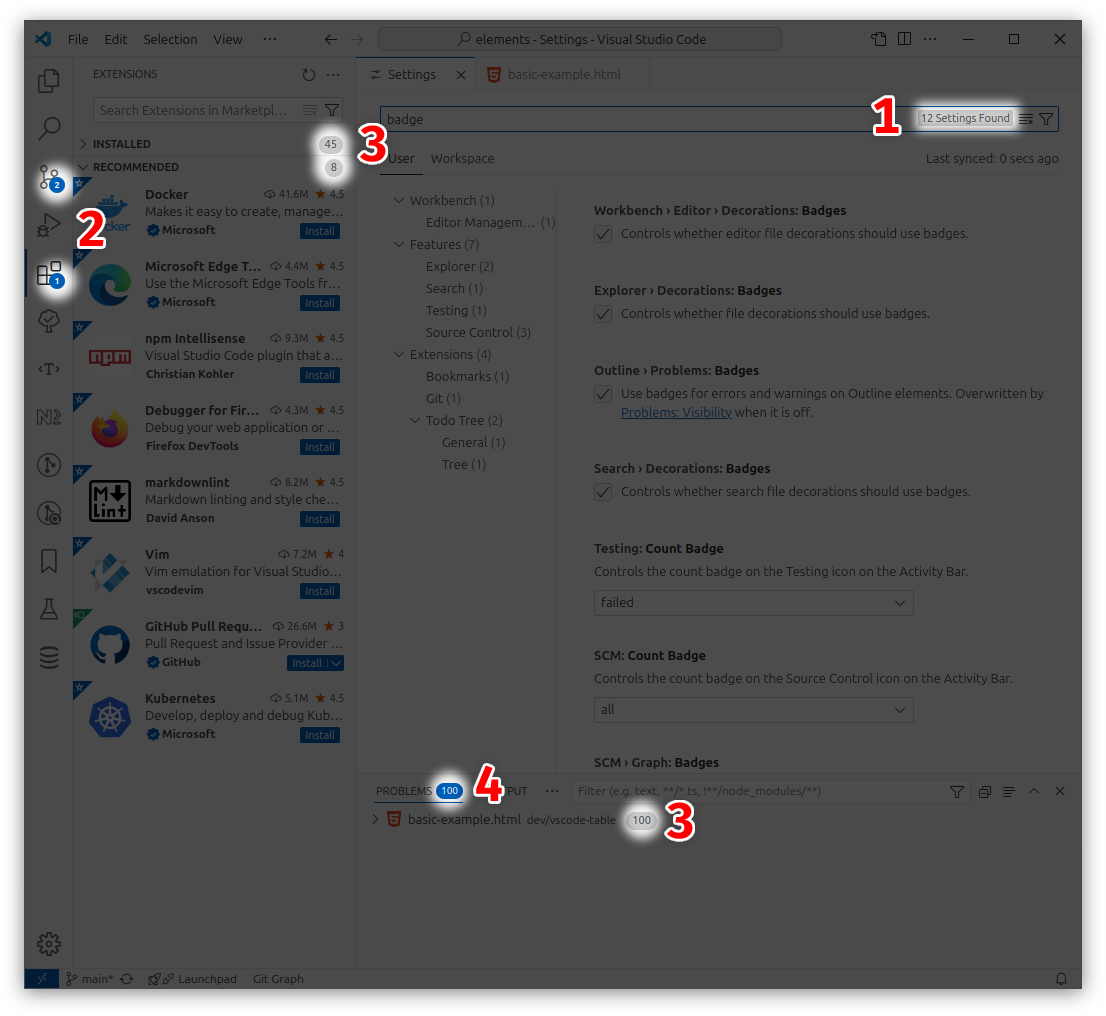 File Edit Selection View ··· elements - Settings - Visual Studio Code
EXTENSIONS ···
Search Extensions in Marketpl...
INSTALLED 45
3
RECOMMENDED 8
2
2
1
Docker 41.6M ★ 4.5
Makes it easy to create, manage...
Microsoft Install
Microsoft Edge T... 4.4M ★ 4.5
Use the Microsoft Edge Tools fr...
Microsoft Install
npm Intellisense 9.3M ★ 4.5
npm
Visual Studio Code plugin that a...
Christian Kohler Install
Debugger for Fir... 4.3M ★ 4.5
Debug your web application or ...
Firefox DevTools Install
markdownlint 8.2M ★ 4.5
M Lint
Markdown linting and style che...
David Anson Install
Vim 7.2M ★ 4
Vim emulation for Visual Studio...
vscodevim Install
GitHub Pull Requ... 26.6M ★ 3
Pull Request and Issue Provider ...
GitHub Install
Kubernetes 5.1M ★ 4.5
Develop, deploy and debug Kub...
Microsoft Install
Settings basic-example.html
badge 1 12 Settings Found
User Workspace Last synced: 0 secs ago
Workbench (1)
Editor Managem... (1)
Features (7)
Explorer (2)
Search (1)
Testing (1)
Source Control (3)
Extensions (4)
Bookmarks (1)
Git (1)
Todo Tree (2)
General (1)
Tree (1)
Workbench › Editor › Decorations: Badges
Controls whether editor file decorations should use badges.
Explorer › Decorations: Badges
Controls whether file decorations should use badges.
Outline › Problems: Badges
Use badges for errors and warnings on Outline elements. Overwritten by
Problems: Visibility when it is off.
Search › Decorations: Badges
Controls whether search file decorations should use badges.
Testing: Count Badge
Controls the count badge on the Testing icon on the Activity Bar.
failed
SCM: Count Badge
Controls the count badge on the Source Control icon on the Activity Bar.
all
SCM › Graph: Badges
PROBLEMS 100 4 PUT ··· Filter (e.g. text, **/*.ts, !**/node_modules/**)
basic-example.html dev/vscode-table 100 3
main* Launchpad Git Graph